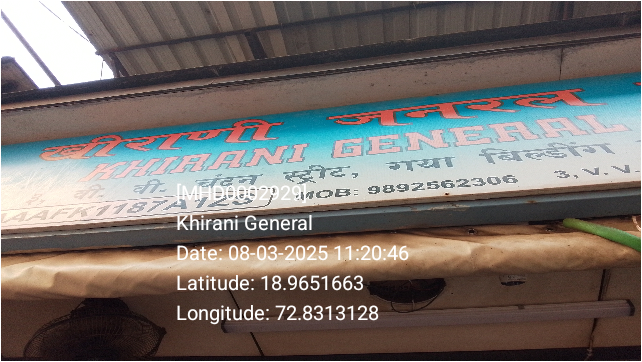 खीराणी जनरल
KHIRANI GENERAL
स्ट्रीट, गया बिल्डींग
MOB: 9892562306 3, V. V.
[MHD0002929]
Khirani General
Date: 08-03-2025 11:20:46
Latitude: 18.9651663
Longitude: 72.8313128